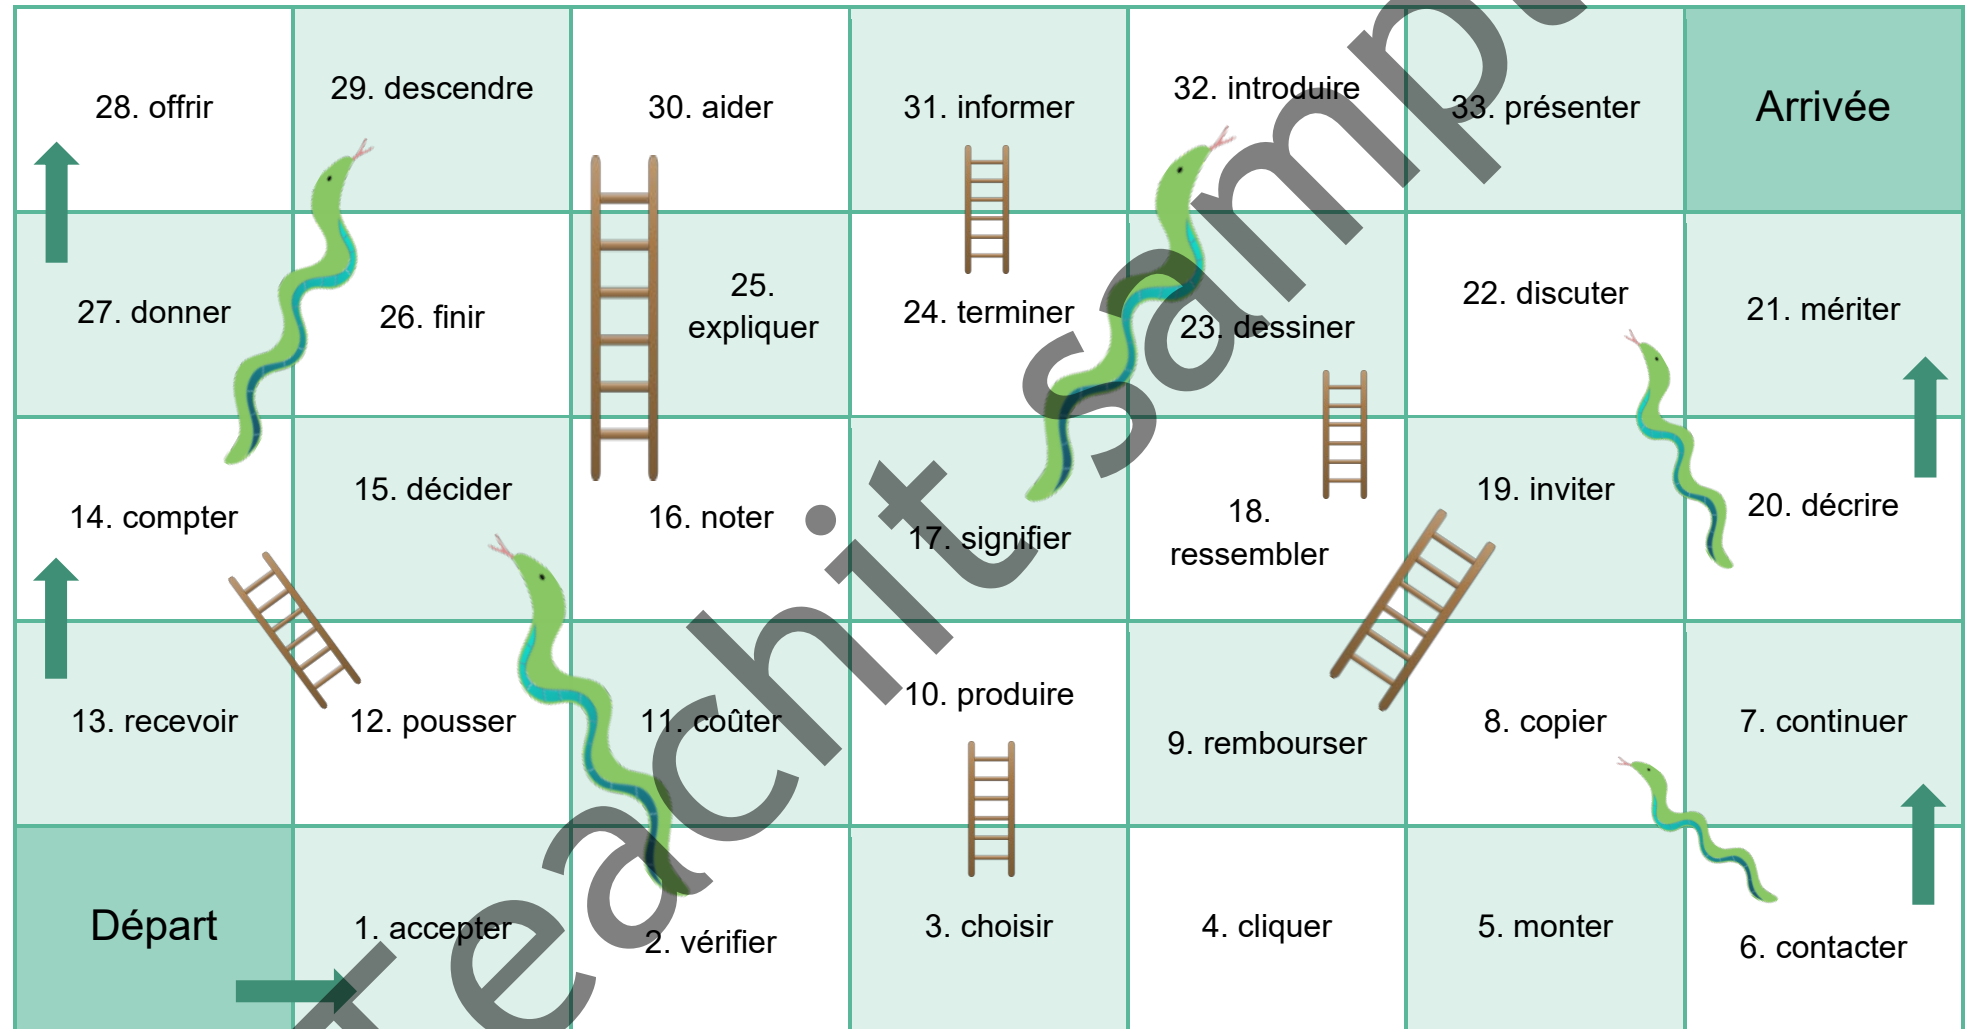 28. offrir
29. descendre
30. aider
31. informer
32. introduire
33. présenter
Arrivée
27. donner
26. finir
25.
expliquer
24. terminer
23. dessiner
22. discuter
21. mériter
14. compter
15. décider
16. noter
17. signifier
18.
ressembler
19. inviter
20. décrire
13. recevoir
12. pousser
11. coûter
10. produire
9. rembourser
8. copier
7. continuer
Départ
1. accepter
2. vérifier
3. choisir
4. cliquer
5. monter
6. contacter
Teachit samp